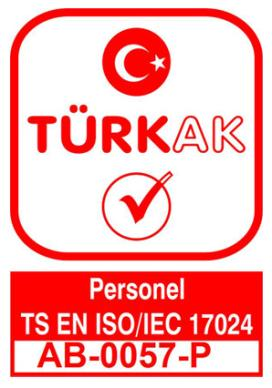 TÜRKAK
Personel
TS EN ISO/IEC 17024
AB-0057-P